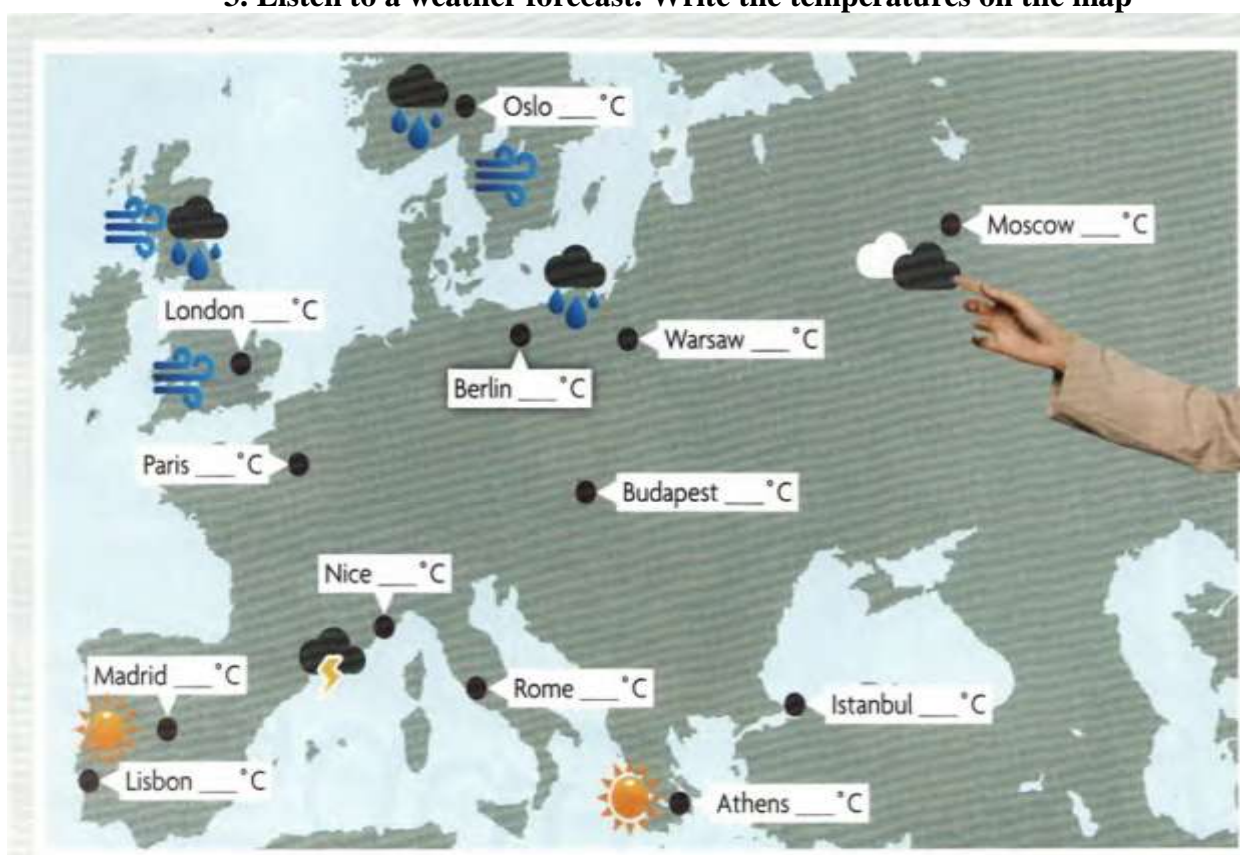 3. Listen to a weather forecast. Write the temperatures on the map
Oslo ___°C
Moscow ___°C
London ___°C
Warsaw ___°C
Berlin ___°C
Paris ___°C
Budapest ___°C
Nice ___°C
Madrid ___°C
Rome ___°C
Istanbul ___°C
Lisbon ___°C
Athens ___°C